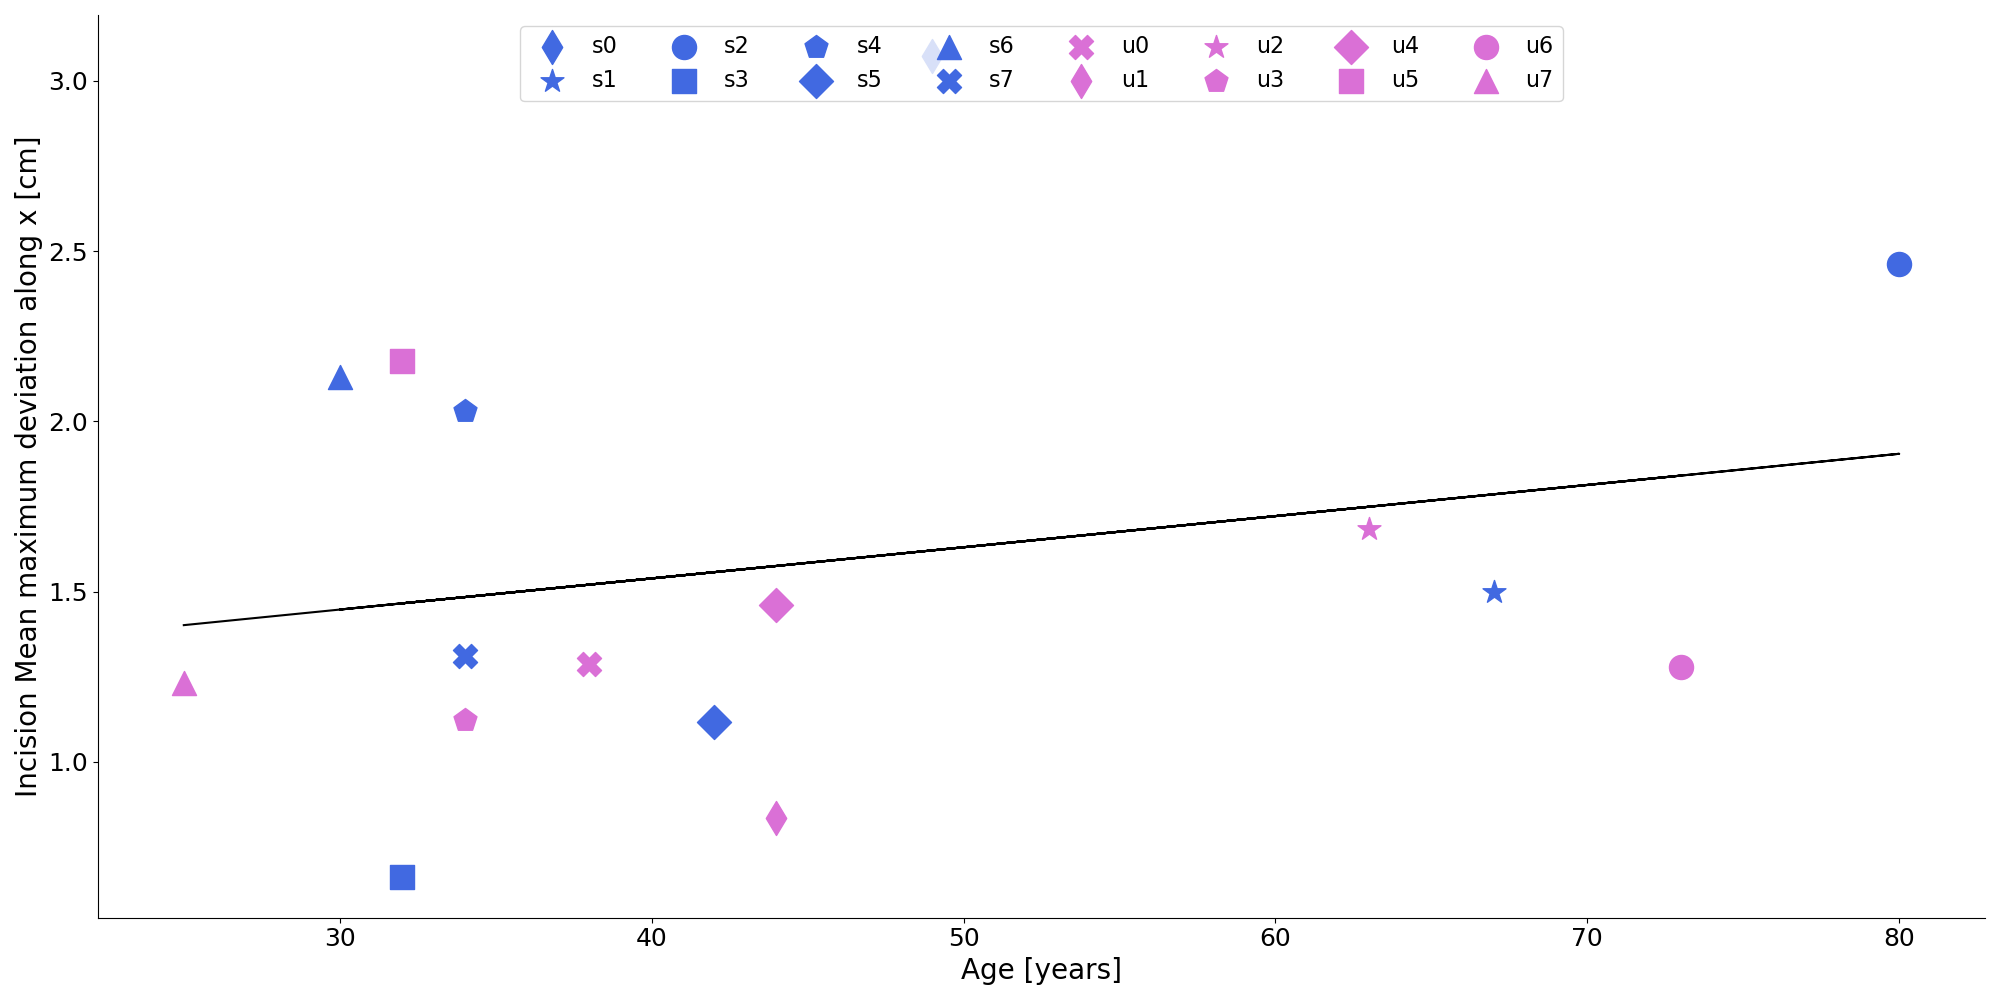 s0 s2 s4 s6 u0 u2 u4 u6
s1 s3 s5 s7 u1 u3 u5 u7
3.0
2.5
2.0
1.5
1.0
Incision Mean maximum deviation along x [cm]
30 40 50 60 70 80
Age [years]